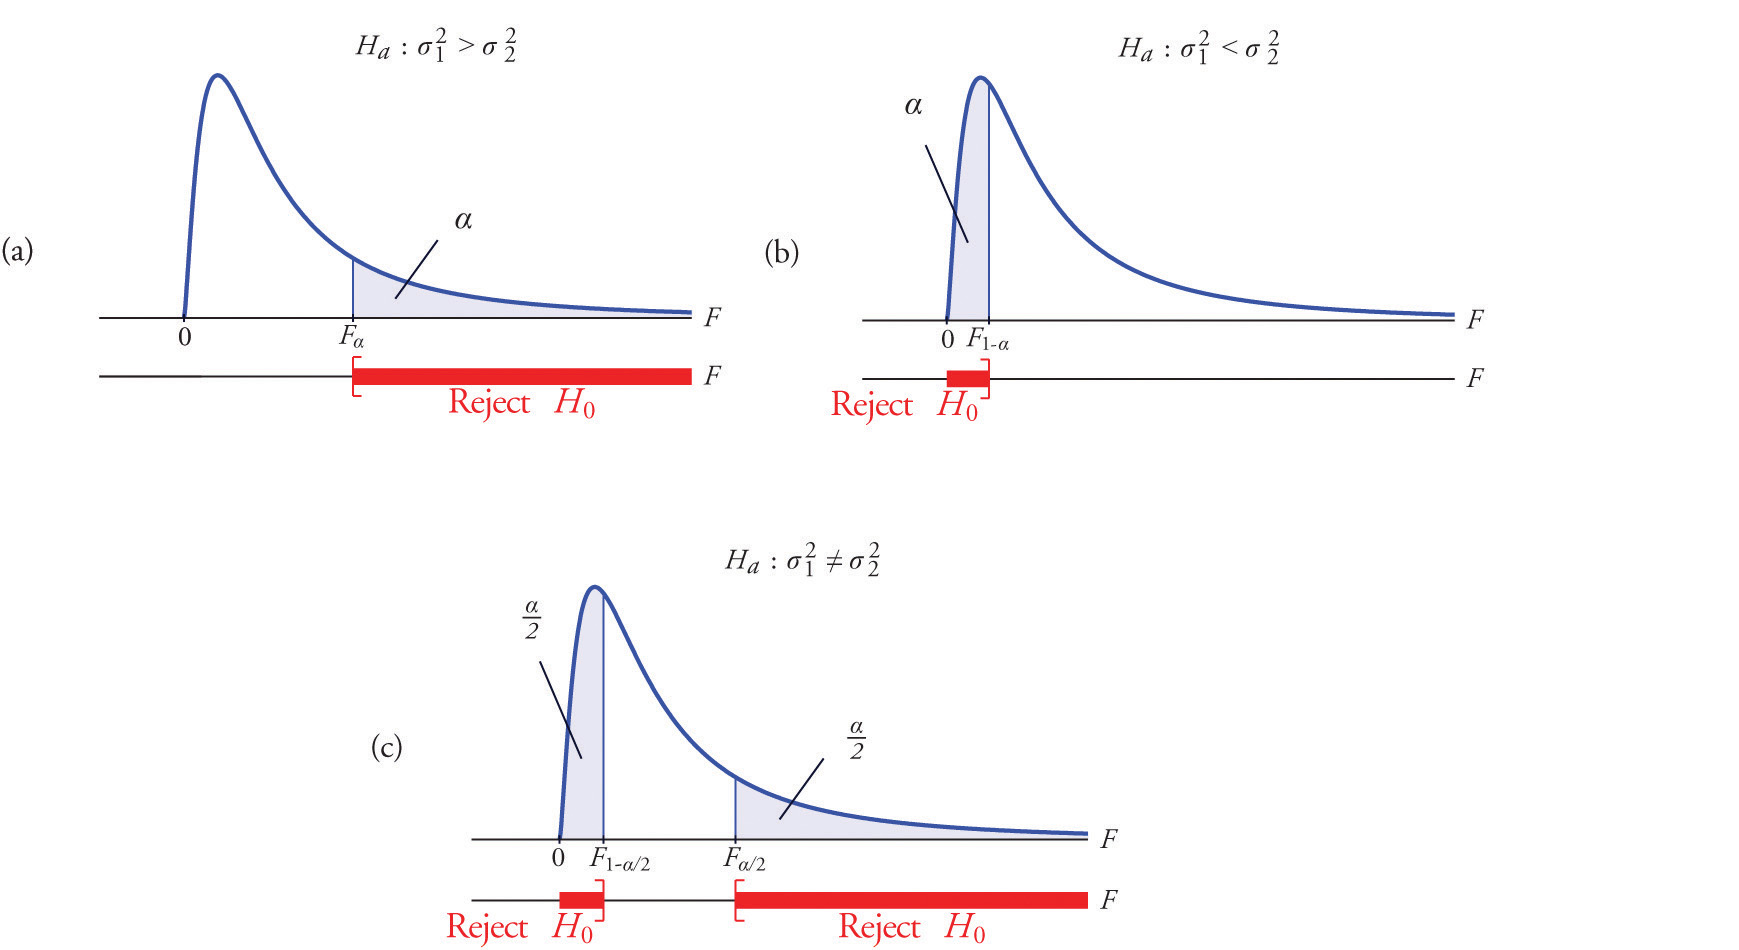 Hₐ : σ₁² > σ₂²
α
(a)
F
0
F_α
F
Reject H₀
Hₐ : σ₁² < σ₂²
α
(b)
F
0 F₁₋α
F
Reject H₀
Hₐ : σ₁² ≠ σ₂²
α/2
α/2
(c)
F
0 F₁₋α/₂ F_α/₂
F
Reject H₀ Reject H₀